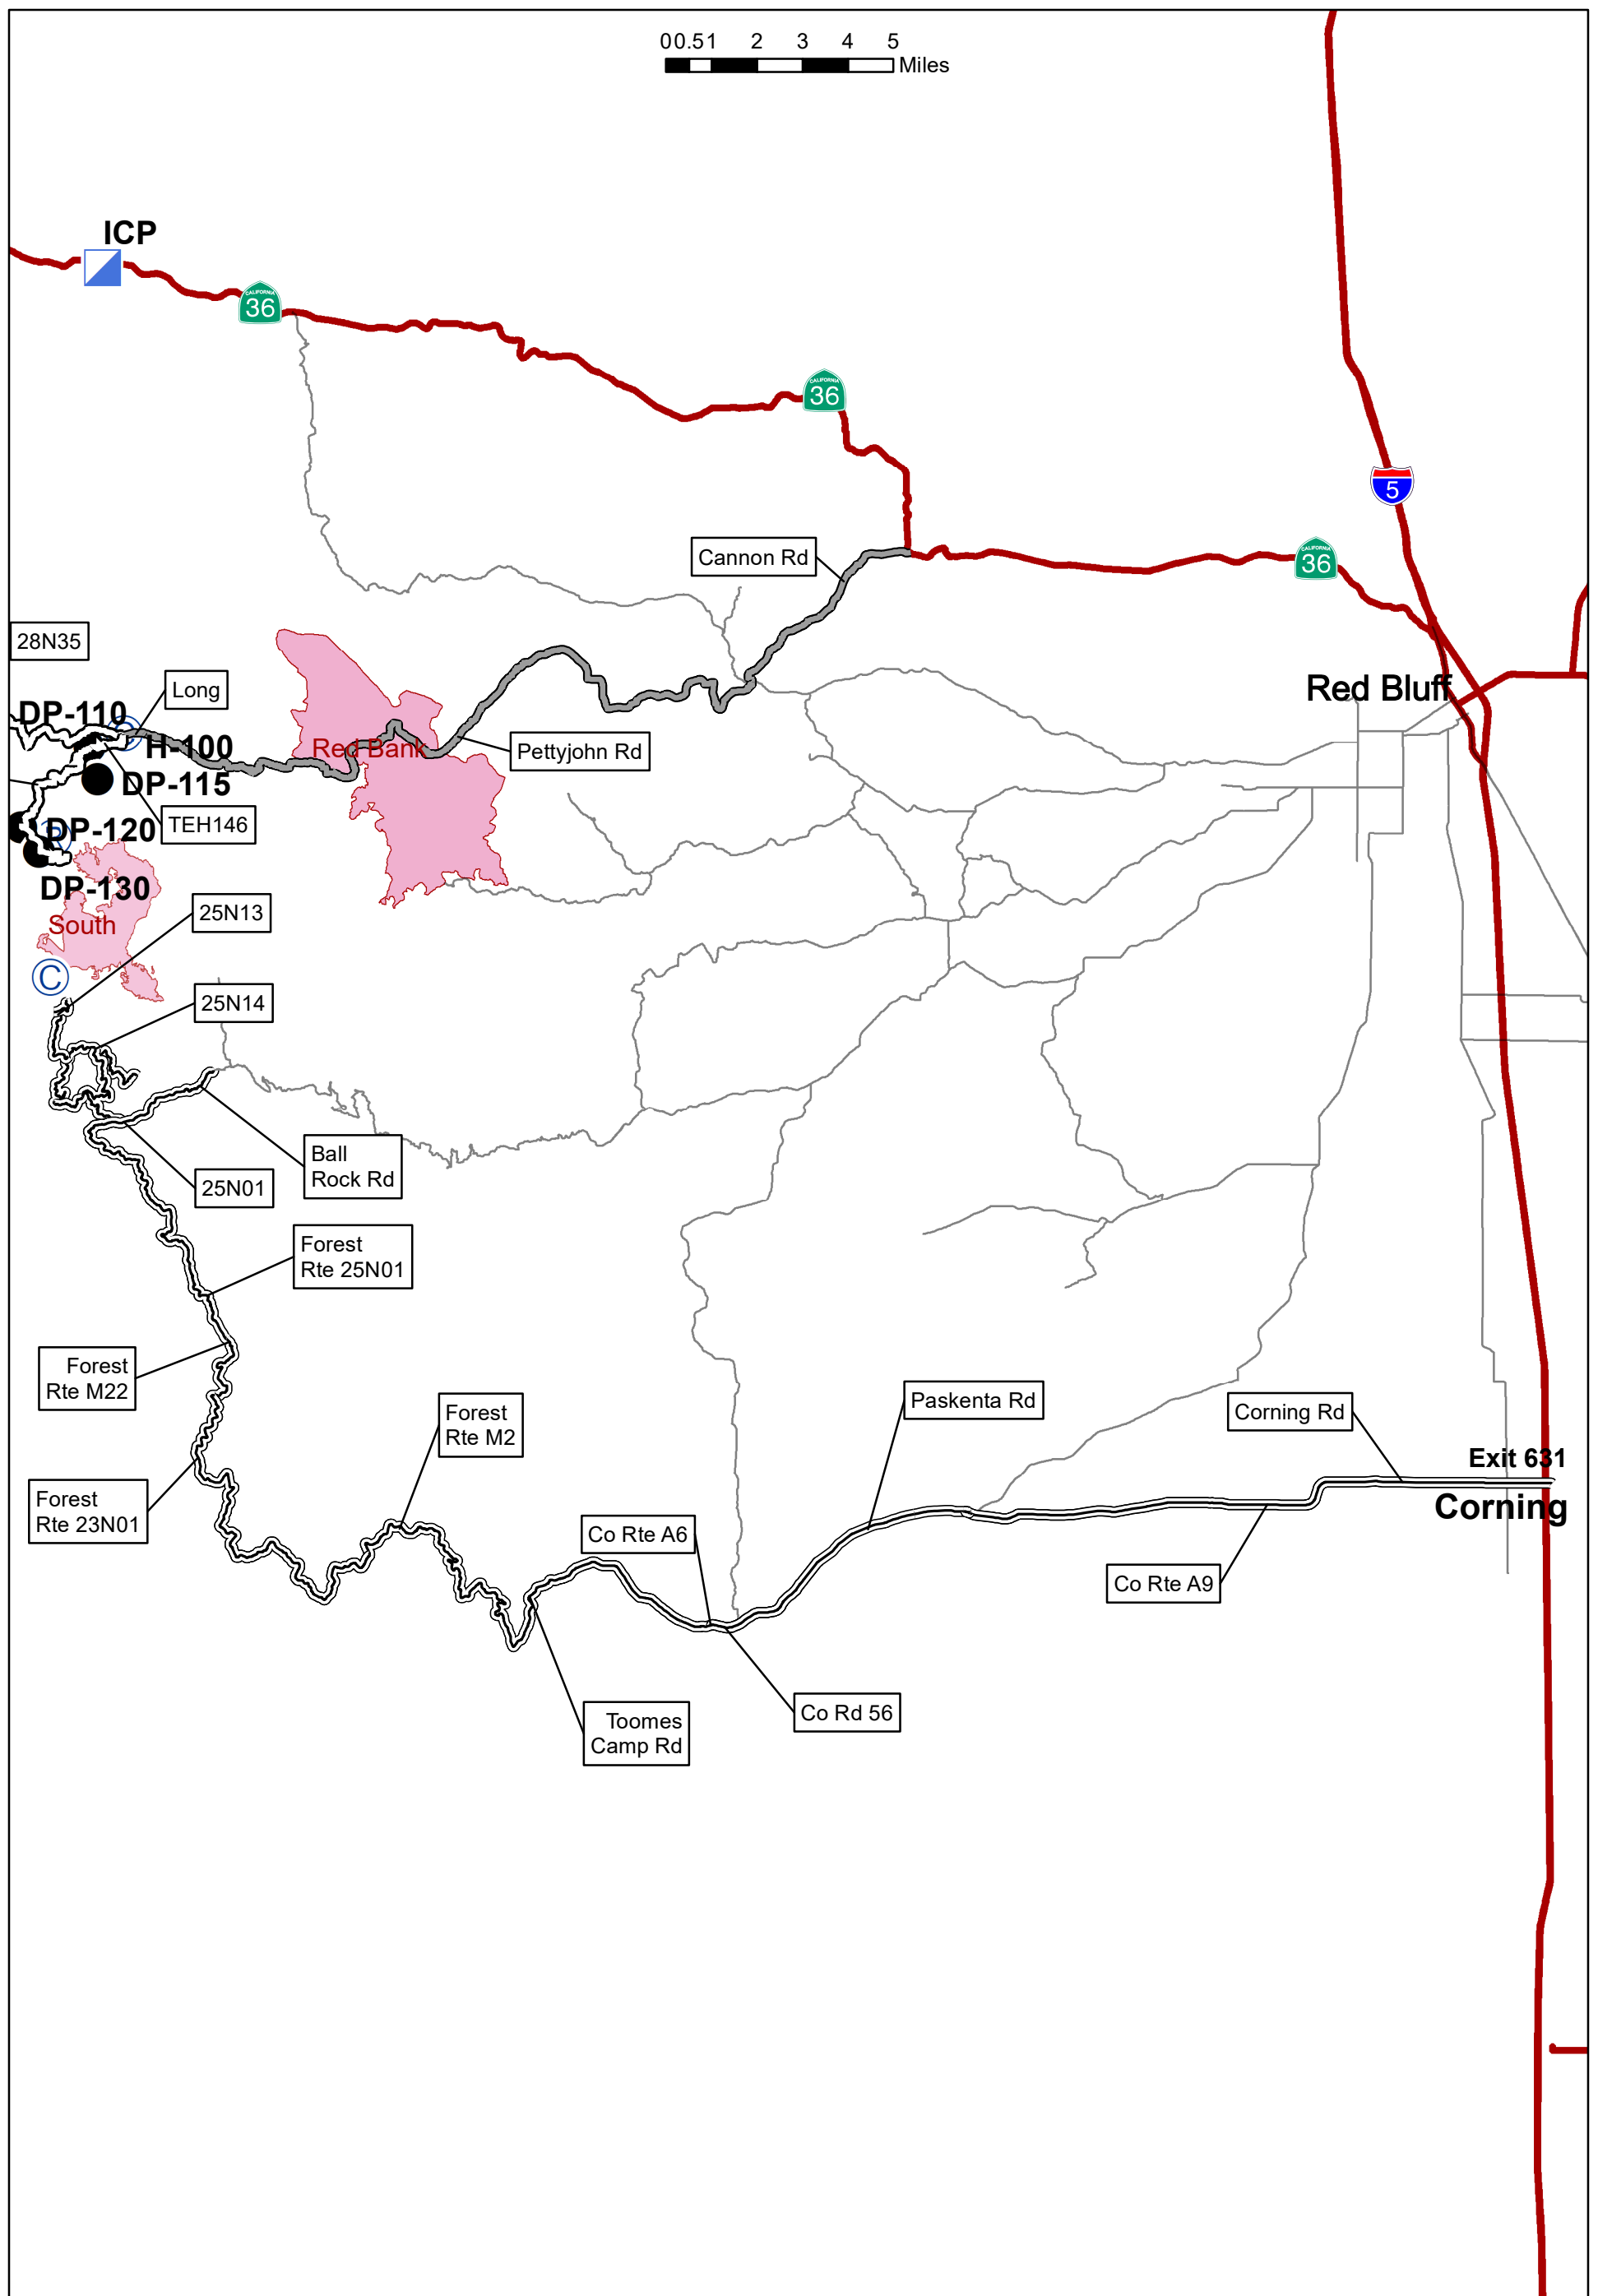 00.51 2 3 4 5
Miles
ICP
CALIFORNIA
36
CALIFORNIA
36
5
Cannon Rd
CALIFORNIA
36
28N35
Long
Red Bluff
DP-110
C
H-100
Red Bank
Pettyjohn Rd
DP-115
TEH146
DP-120
DP-130
25N13
South
C
25N14
Ball
Rock Rd
25N01
Forest
Rte 25N01
Forest
Rte M22
Forest
Rte M2
Paskenta Rd
Corning Rd
Exit 631
Corning
Forest
Rte 23N01
Co Rte A6
Co Rte A9
Co Rd 56
Toomes
Camp Rd